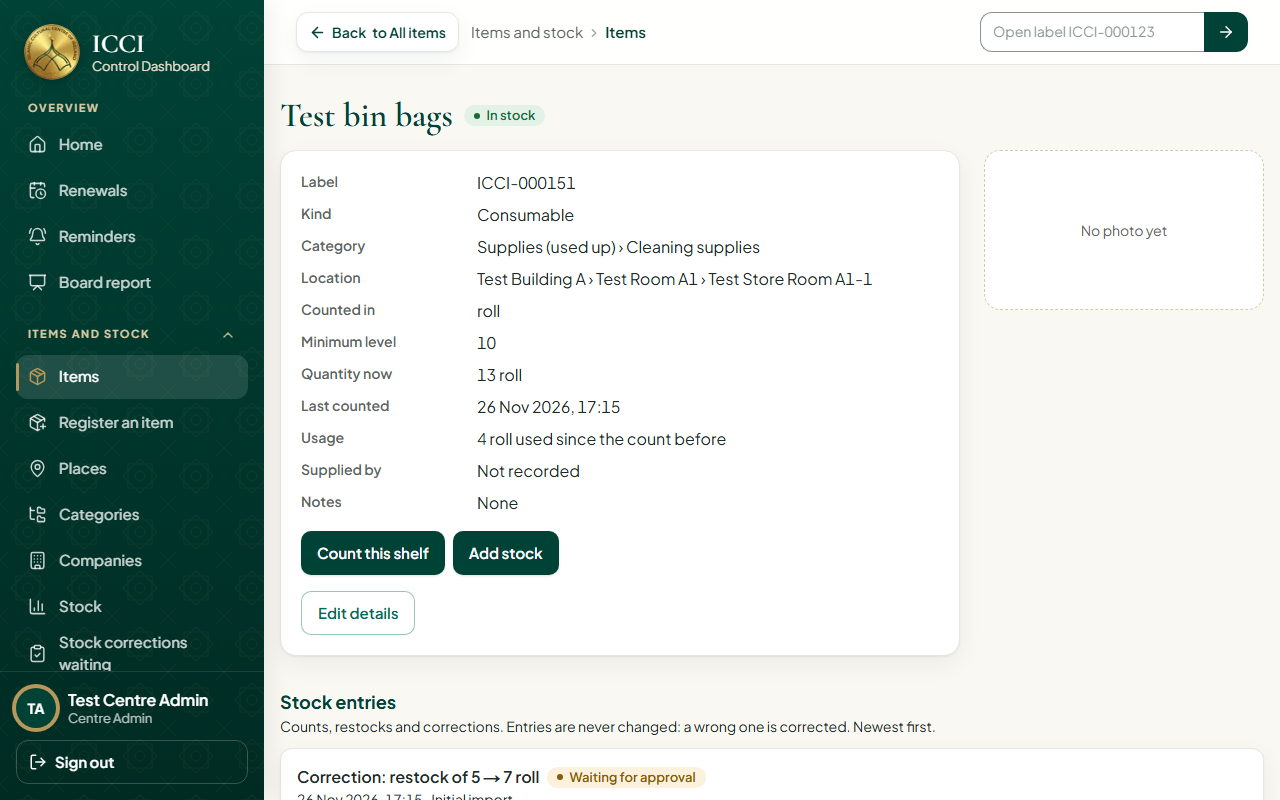 ICCI
Control Dashboard
OVERVIEW
Home
Renewals
Reminders
Board report
ITEMS AND STOCK
Items
Register an item
Places
Categories
Companies
Stock
Stock corrections
waiting
TA
Test Centre Admin
Centre Admin
Sign out
Back to All items
Items and stock › Items
Open label ICCI-000123
Test bin bags
In stock
Label ICCI-000151
Kind Consumable
Category Supplies (used up) › Cleaning supplies
Location Test Building A › Test Room A1 › Test Store Room A1-1
Counted in roll
Minimum level 10
Quantity now 13 roll
Last counted 26 Nov 2026, 17:15
Usage 4 roll used since the count before
Supplied by Not recorded
Notes None
Count this shelf
Add stock
Edit details
No photo yet
Stock entries
Counts, restocks and corrections. Entries are never changed: a wrong one is corrected. Newest first.
Correction: restock of 5 → 7 roll
Waiting for approval
26 Nov 2026, 17:15 · Initial import